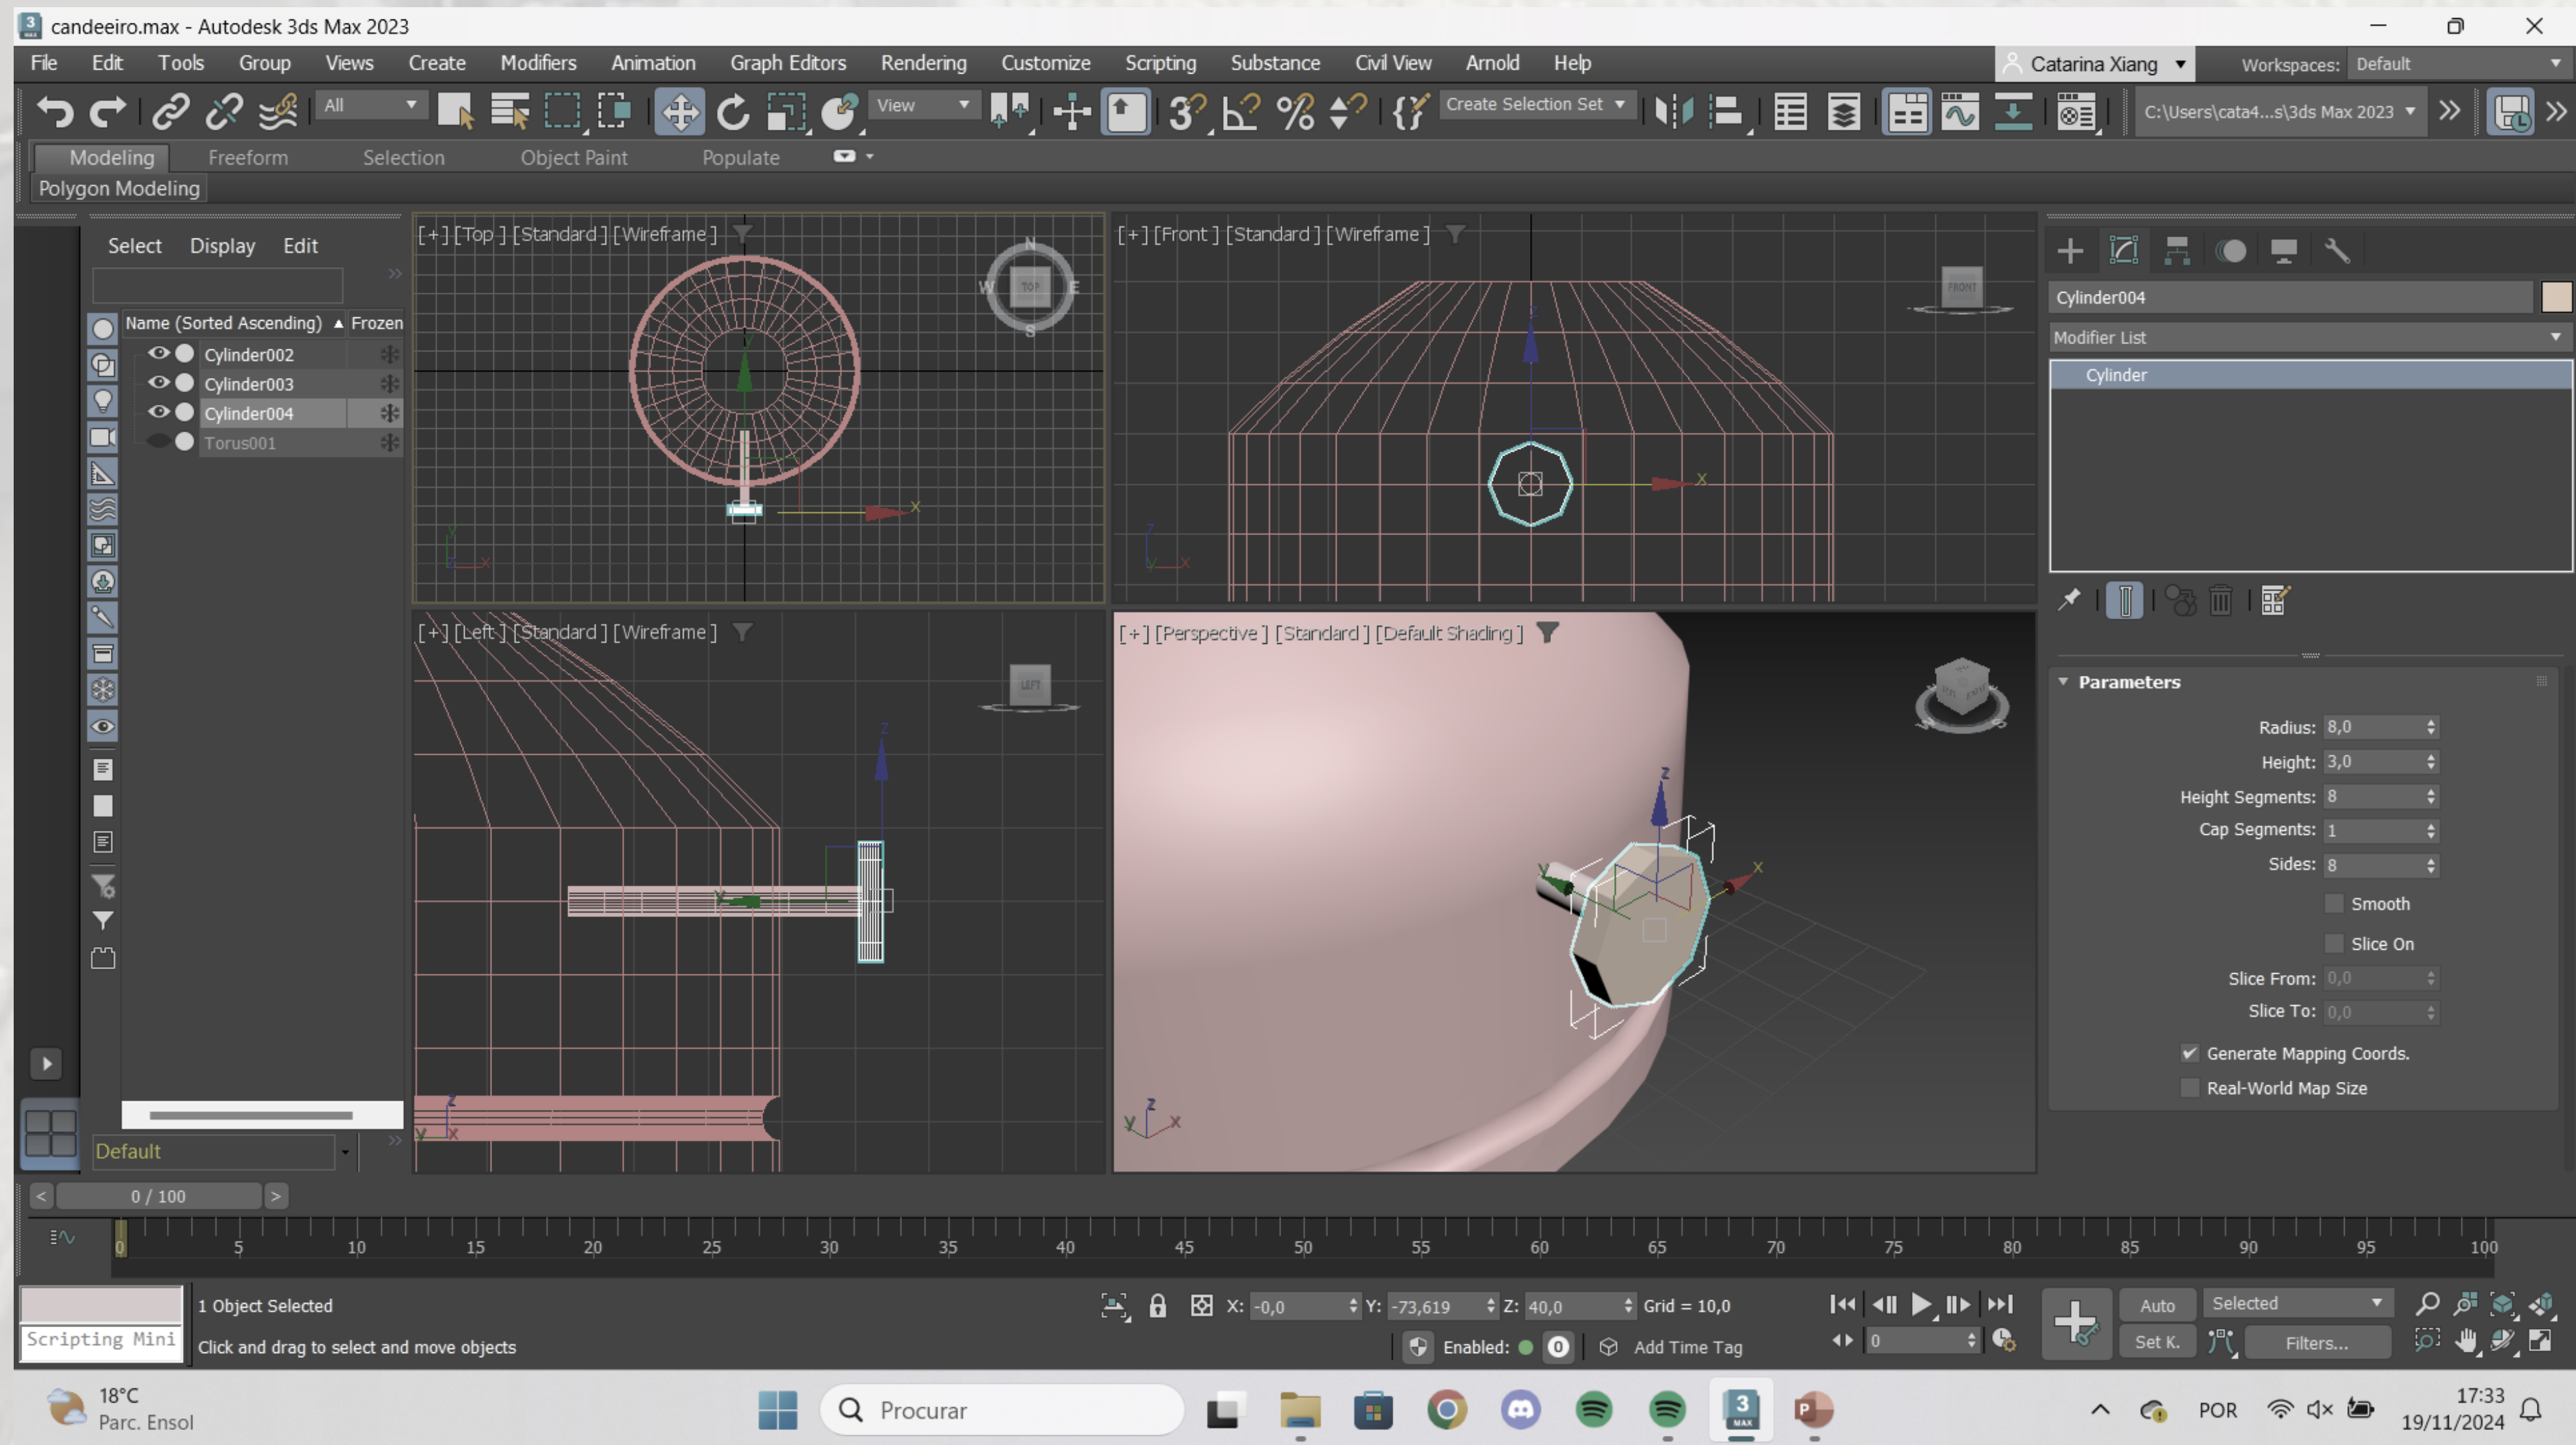 candeeiro.max - Autodesk 3ds Max 2023
File Edit Tools Group Views Create Modifiers Animation Graph Editors Rendering Customize Scripting Substance Civil View Arnold Help
Catarina Xiang
Workspaces: Default
All
View
Create Selection Set
C:\Users\cata4...s\3ds Max 2023
Modeling Freeform Selection Object Paint Populate
Polygon Modeling
Select Display Edit
Name (Sorted Ascending) Frozen
Cylinder002
Cylinder003
Cylinder004
Torus001
Default
[+] [Top ] [Standard ] [Wireframe ]
N
W TOP E
S
y
x
[+] [Front ] [Standard ] [Wireframe ]
FRONT
z
x
[+] [Left ] [Standard ] [Wireframe ]
LEFT
z
y
[+] [Perspective ] [Standard ] [Default Shading ]
z
y
x
Cylinder004
Modifier List
Cylinder
Parameters
Radius: 8,0
Height: 3,0
Height Segments: 8
Cap Segments: 1
Sides: 8
Smooth
Slice On
Slice From: 0,0
Slice To: 0,0
Generate Mapping Coords.
Real-World Map Size
< 0 / 100 >
0 5 10 15 20 25 30 35 40 45 50 55 60 65 70 75 80 85 90 95 100
1 Object Selected
Scripting Mini
Click and drag to select and move objects
X: -0,0 Y: -73,619 Z: 40,0 Grid = 10,0
Enabled: 0 Add Time Tag
0
Auto Selected
Set K. Filters...
18°C
Parc. Ensol
Procurar
3
MAX
P
POR
17:33
19/11/2024